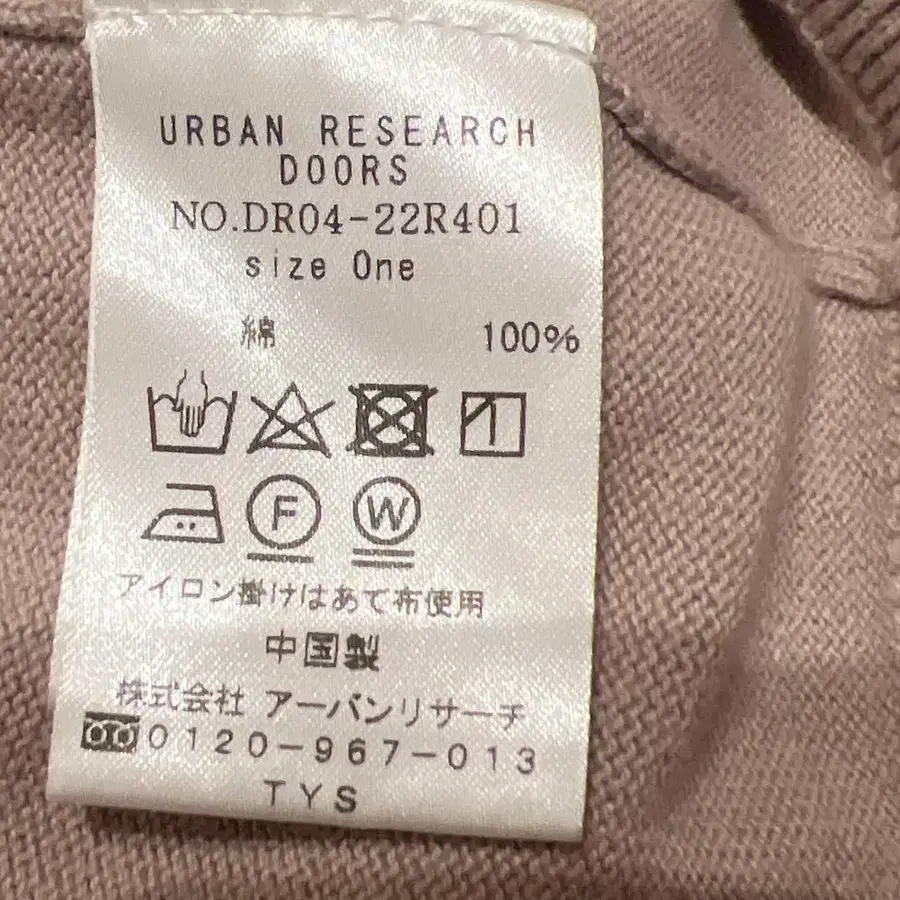 URBAN RESEARCH
DOORS
NO.DR04-22R401
size One
綿 100%
F W
アイロン掛けはあて布使用
中国製
株式会社 アーバンリサーチ
0120-967-013
TYS